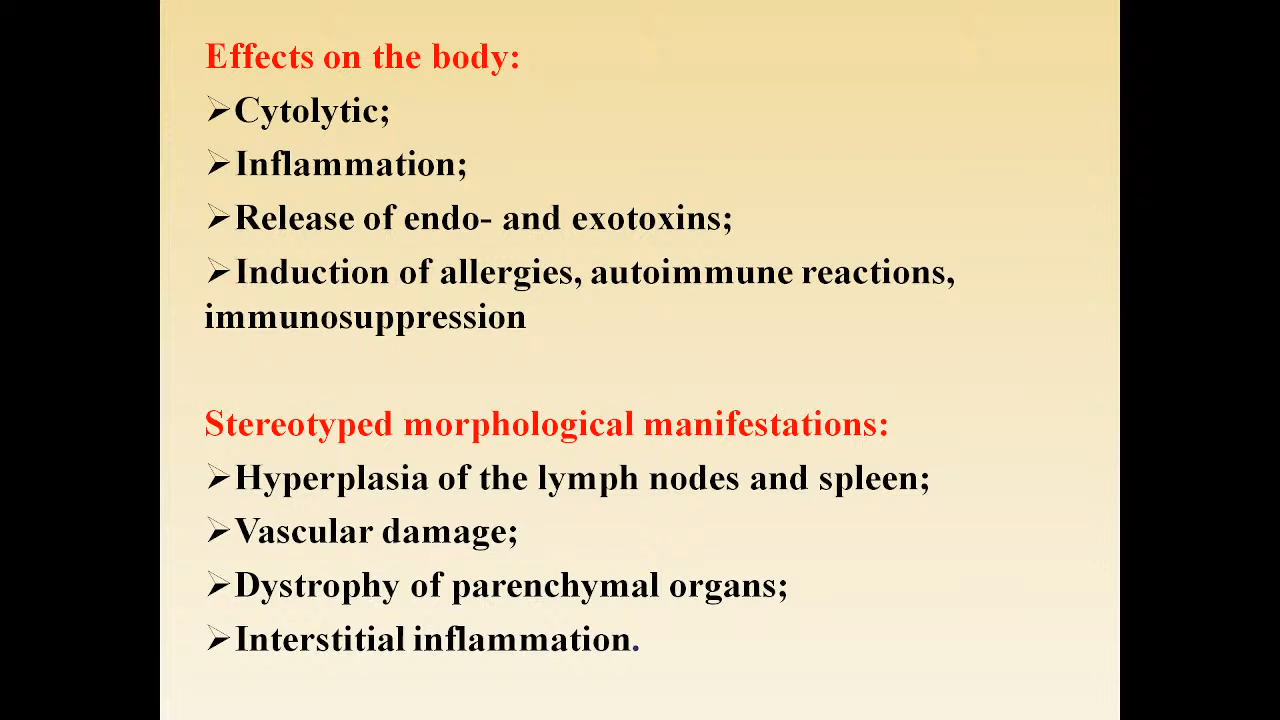 Effects on the body:
➢Cytolytic;
➢Inflammation;
➢Release of endo- and exotoxins;
➢Induction of allergies, autoimmune reactions,
immunosuppression
Stereotyped morphological manifestations:
➢Hyperplasia of the lymph nodes and spleen;
➢Vascular damage;
➢Dystrophy of parenchymal organs;
➢Interstitial inflammation.